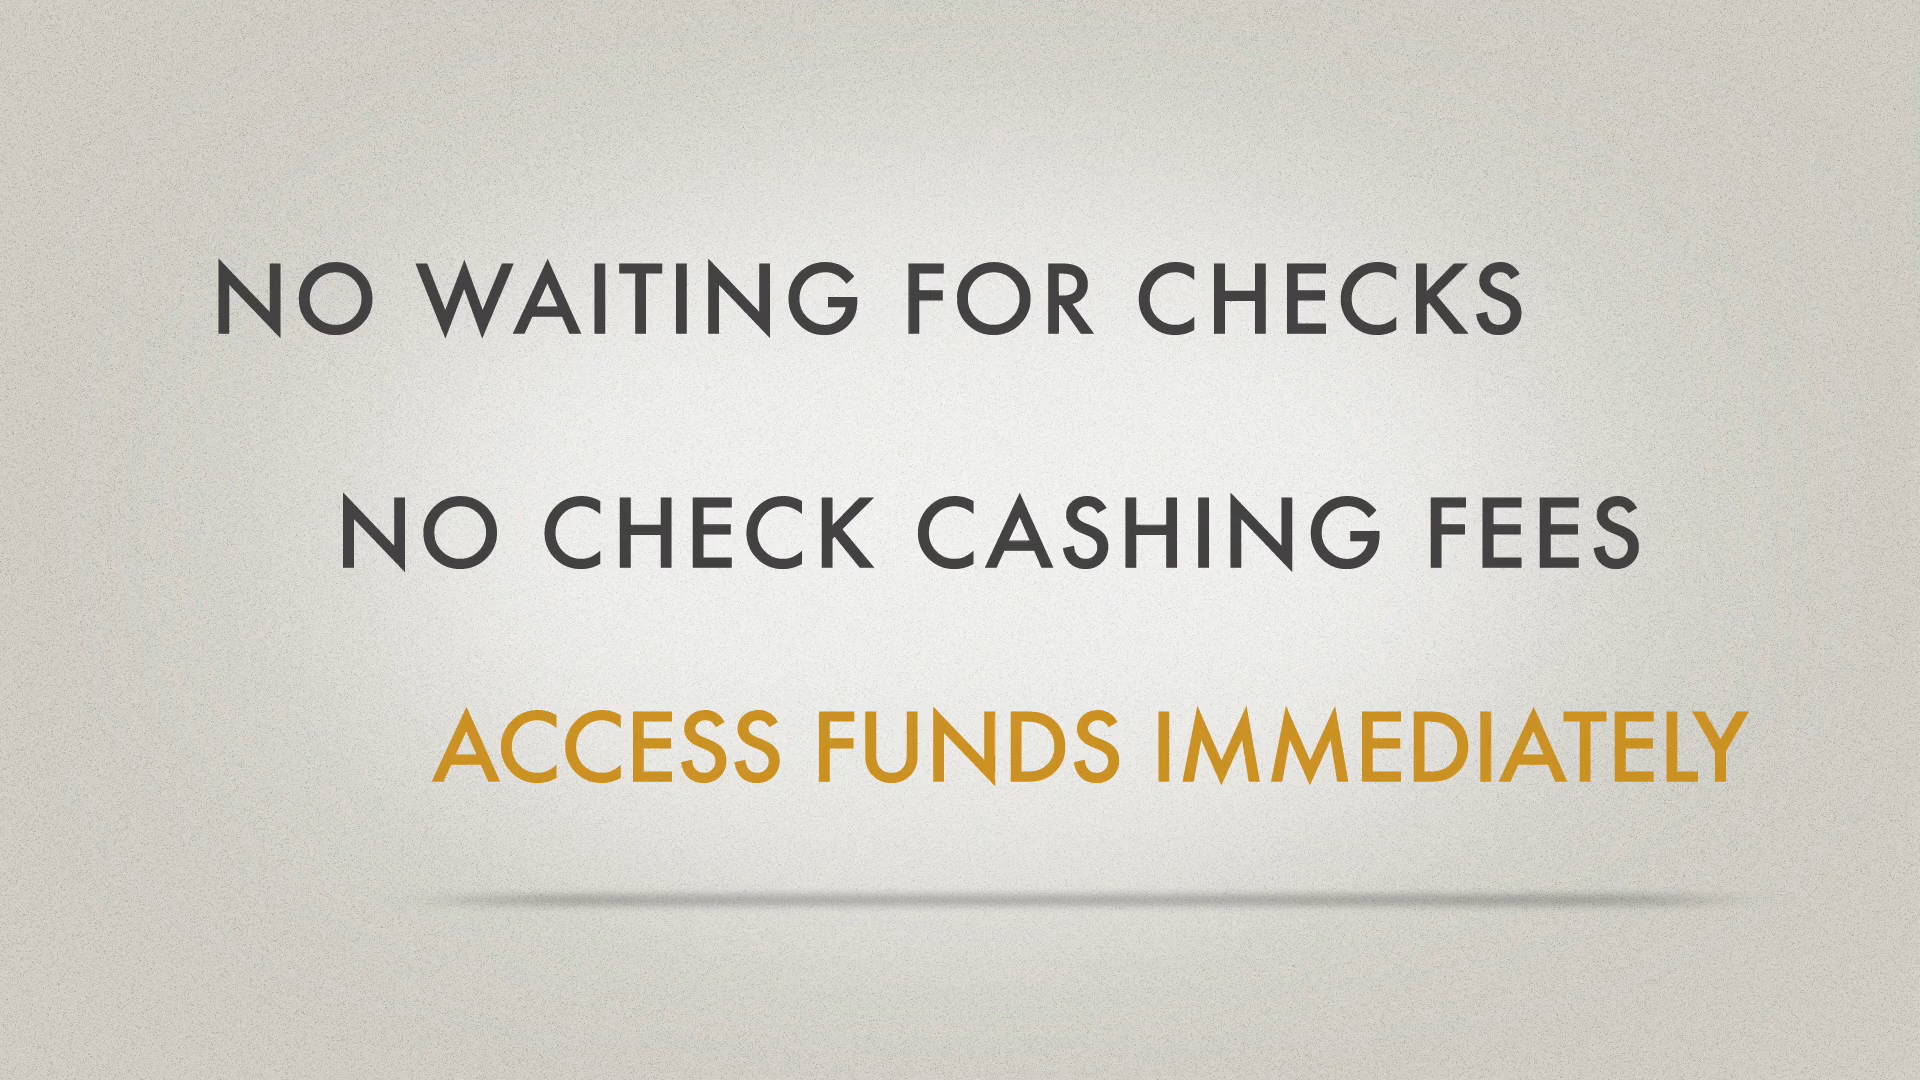 NO WAITING FOR CHECKS
NO CHECK CASHING FEES
ACCESS FUNDS IMMEDIATELY